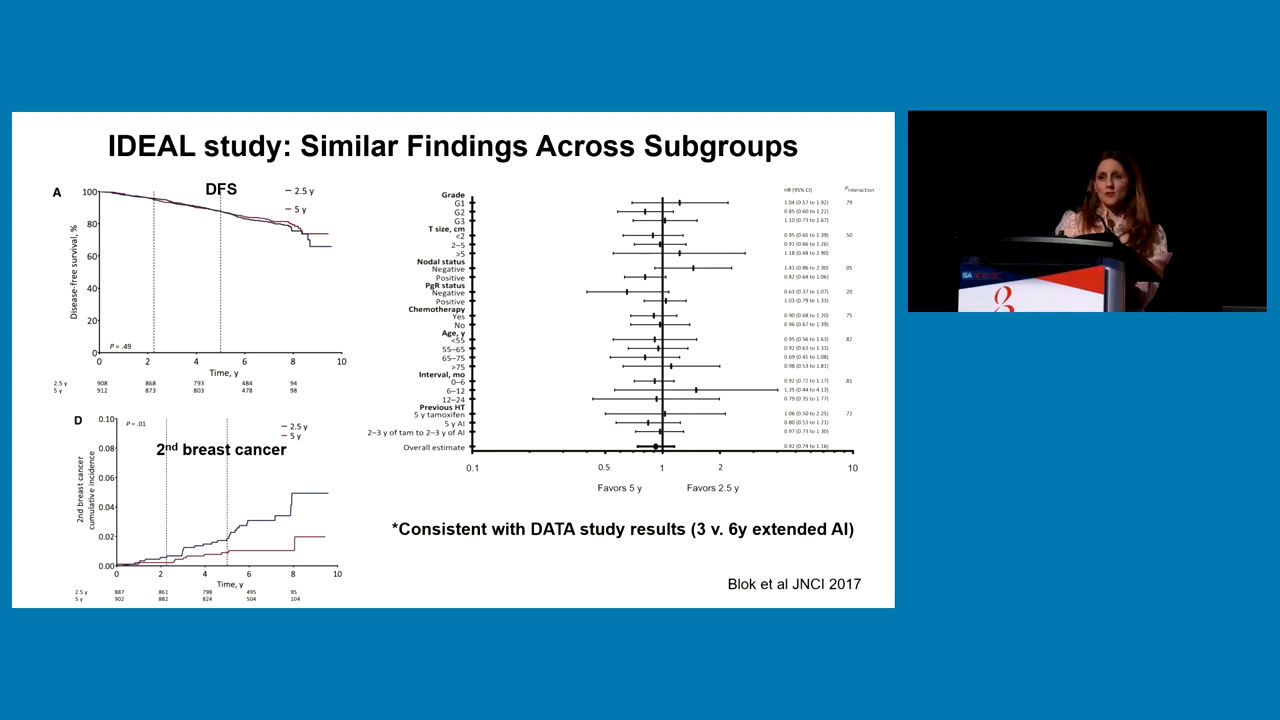 IDEAL study: Similar Findings Across Subgroups
A
DFS
2.5 y
5 y
Disease-free survival, %
100
80
60
40
20
0
P = .49
0 2 4 6 8 10
Time, y
2.5 y 908 868 793 484 94
5 y 912 873 803 478 98
D
P = .01
2.5 y
5 y
2nd breast cancer
2nd breast cancer
cumulative incidence
0.10
0.08
0.06
0.04
0.02
0.00
0 2 4 6 8 10
Time, y
2.5 y 887 861 798 495 95
5 y 902 882 824 504 104
HR (95% CI) Pinteraction
Grade
G1 1.04 (0.57 to 1.92) .79
G2 0.85 (0.60 to 1.22)
G3 1.10 (0.73 to 1.67)
T size, cm
<2 0.95 (0.65 to 1.39) .50
2–5 0.91 (0.66 to 1.26)
>5 1.18 (0.48 to 2.90)
Nodal status
Negative 1.41 (0.86 to 2.30) .05
Positive 0.82 (0.64 to 1.06)
PgR status
Negative 0.63 (0.37 to 1.07) .20
Positive 1.03 (0.79 to 1.33)
Chemotherapy
Yes 0.90 (0.68 to 1.20) .75
No 0.96 (0.67 to 1.39)
Age, y
<55 0.95 (0.56 to 1.63) .82
55–65 0.92 (0.63 to 1.33)
65–75 0.69 (0.45 to 1.08)
>75 0.98 (0.53 to 1.81)
Interval, mo
0–6 0.92 (0.72 to 1.17) .81
6–12 1.35 (0.44 to 4.13)
12–24 0.79 (0.35 to 1.77)
Previous HT
5 y tamoxifen 1.06 (0.50 to 2.25) .72
5 y AI 0.80 (0.53 to 1.21)
2–3 y of tam to 2–3 y of AI 0.97 (0.73 to 1.30)
Overall estimate 0.92 (0.74 to 1.16)
0.1 0.5 1 2 10
Favors 5 y Favors 2.5 y
*Consistent with DATA study results (3 v. 6y extended AI)
Blok et al JNCI 2017